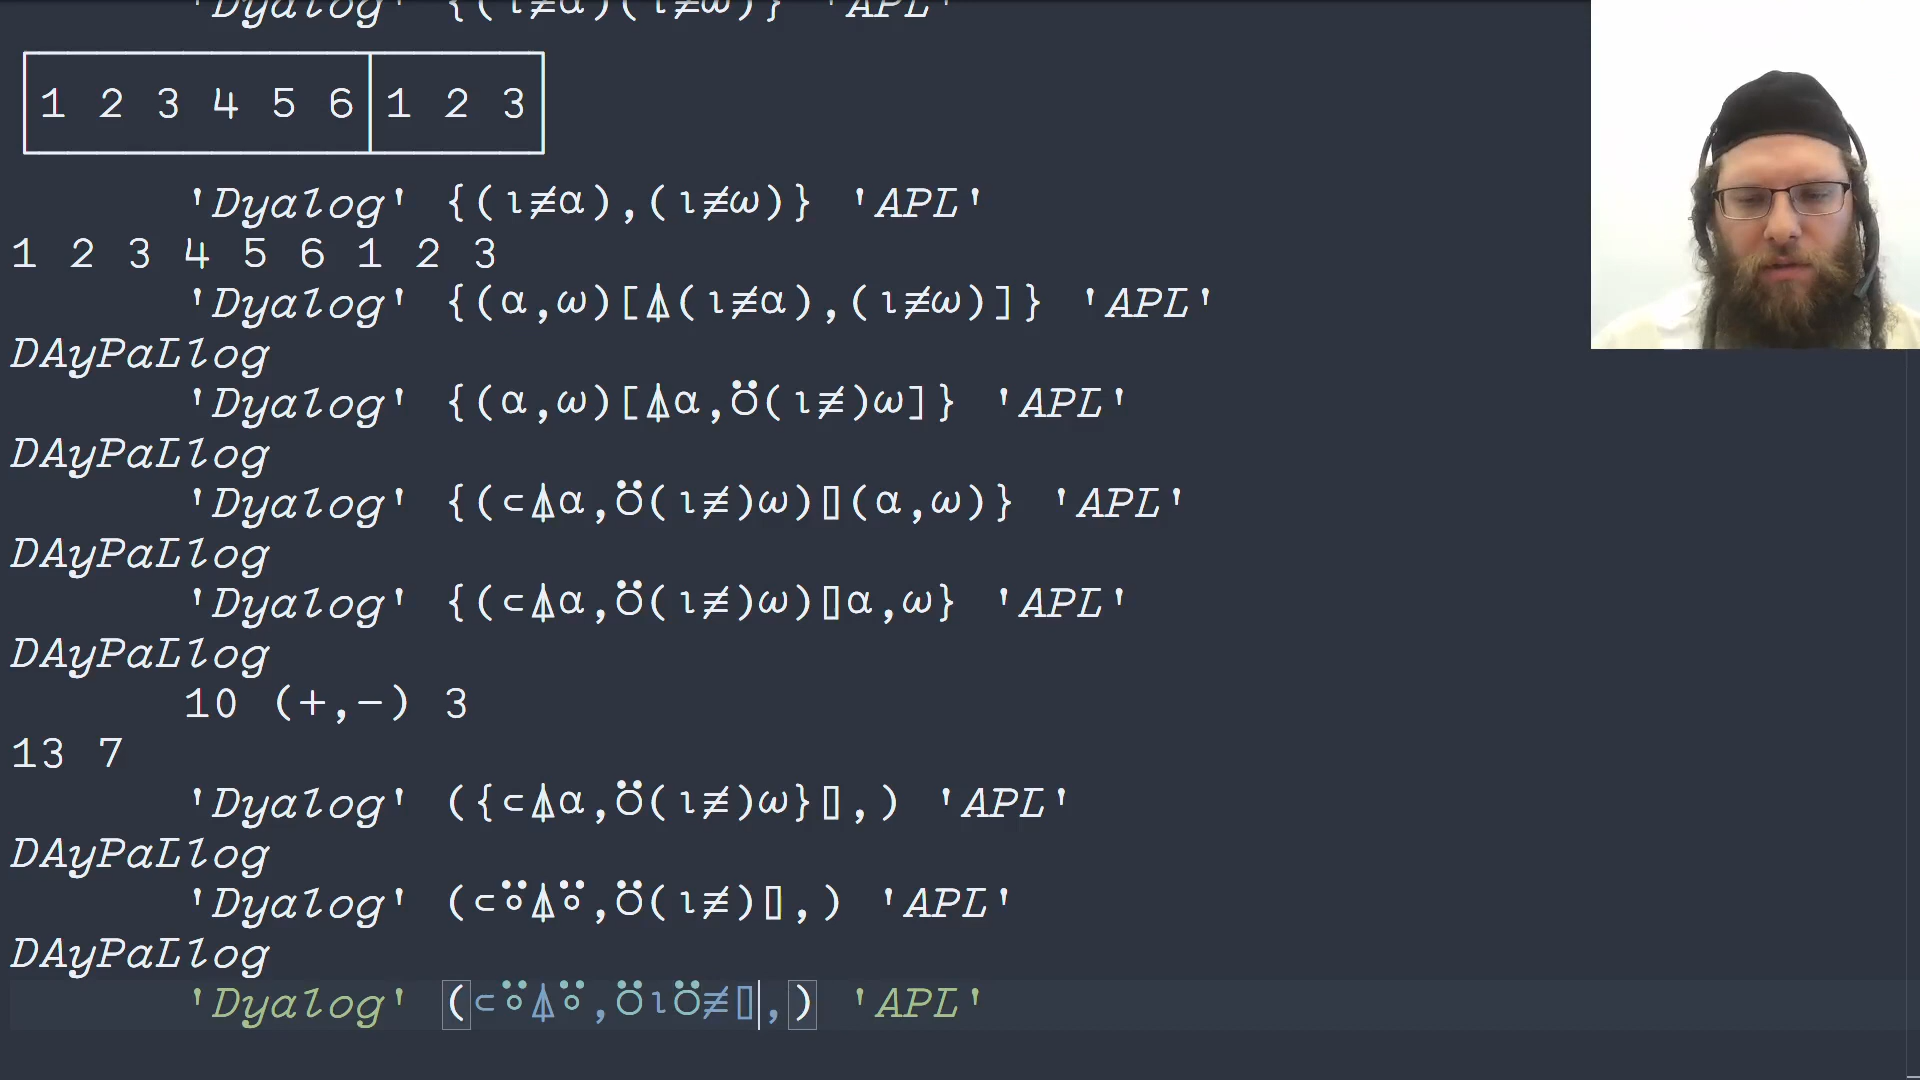 'Dyalog' {(⍳≢⍺)(⍳≢⍵)} 'APL'
1 2 3 4 5 6 1 2 3
'Dyalog' {(⍳≢⍺),(⍳≢⍵)} 'APL'
1 2 3 4 5 6 1 2 3
'Dyalog' {(⍺,⍵)[⍋(⍳≢⍺),(⍳≢⍵)]} 'APL'
DAyPaLlog
'Dyalog' {(⍺,⍵)[⍋⍺,⍥(⍳≢)⍵]} 'APL'
DAyPaLlog
'Dyalog' {(⊂⍋⍺,⍥(⍳≢)⍵)⌷(⍺,⍵)} 'APL'
DAyPaLlog
'Dyalog' {(⊂⍋⍺,⍥(⍳≢)⍵)⌷⍺,⍵} 'APL'
DAyPaLlog
10 (+,-) 3
13 7
'Dyalog' ({⊂⍋⍺,⍥(⍳≢)⍵}⌷,) 'APL'
DAyPaLlog
'Dyalog' (⊂⍤⍋⍤,⍥(⍳≢)⌷,) 'APL'
DAyPaLlog
'Dyalog' (⊂⍤⍋⍤,⍥⍳⍥≢⌷,) 'APL'